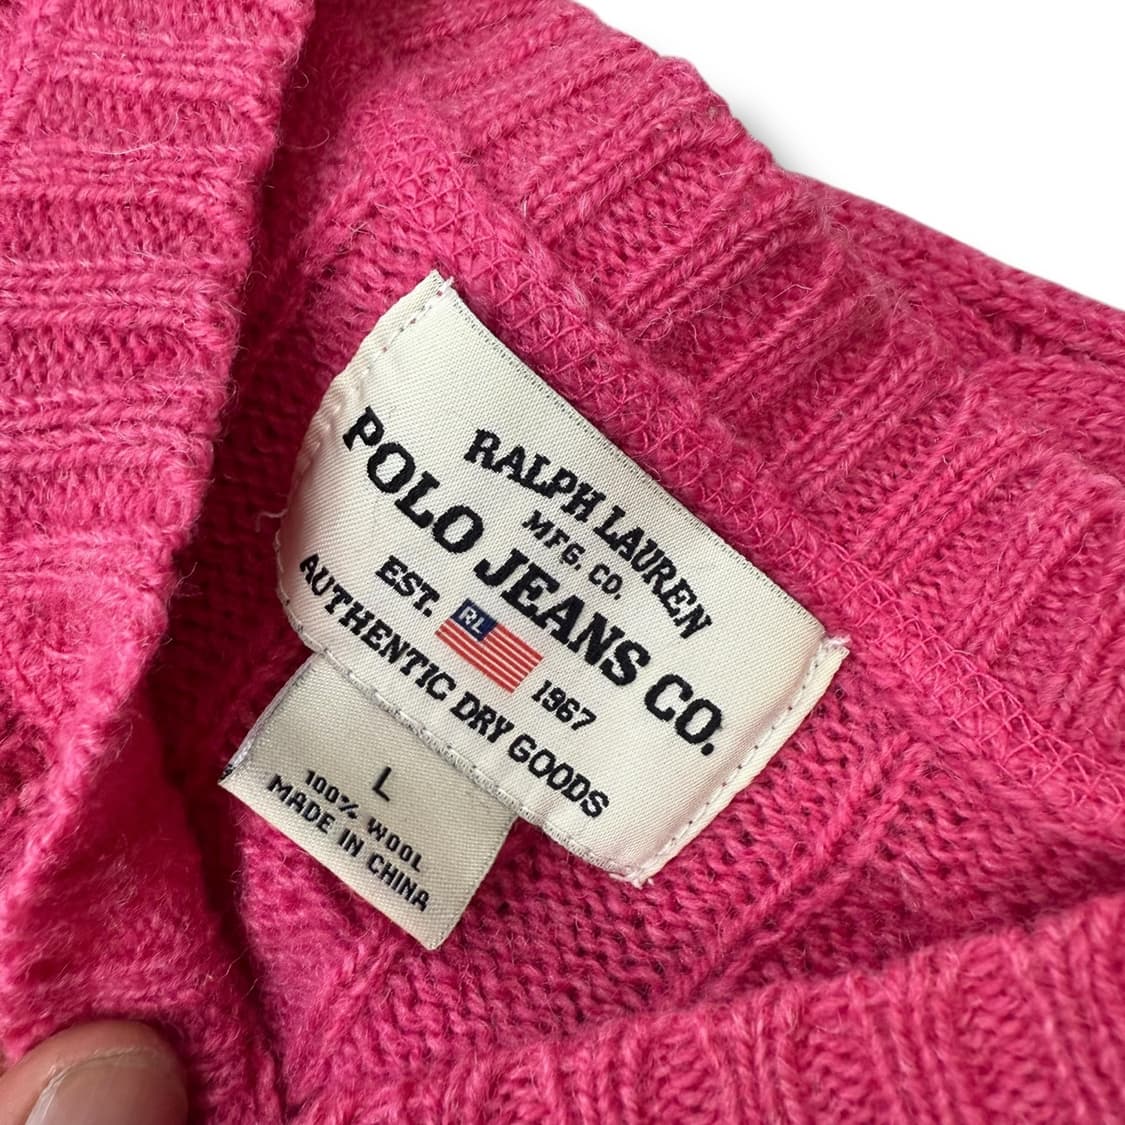 RALPH LAUREN
MFG. CO.
POLO JEANS CO.
EST. RL 1967
AUTHENTIC DRY GOODS
L
100% WOOL
MADE IN CHINA